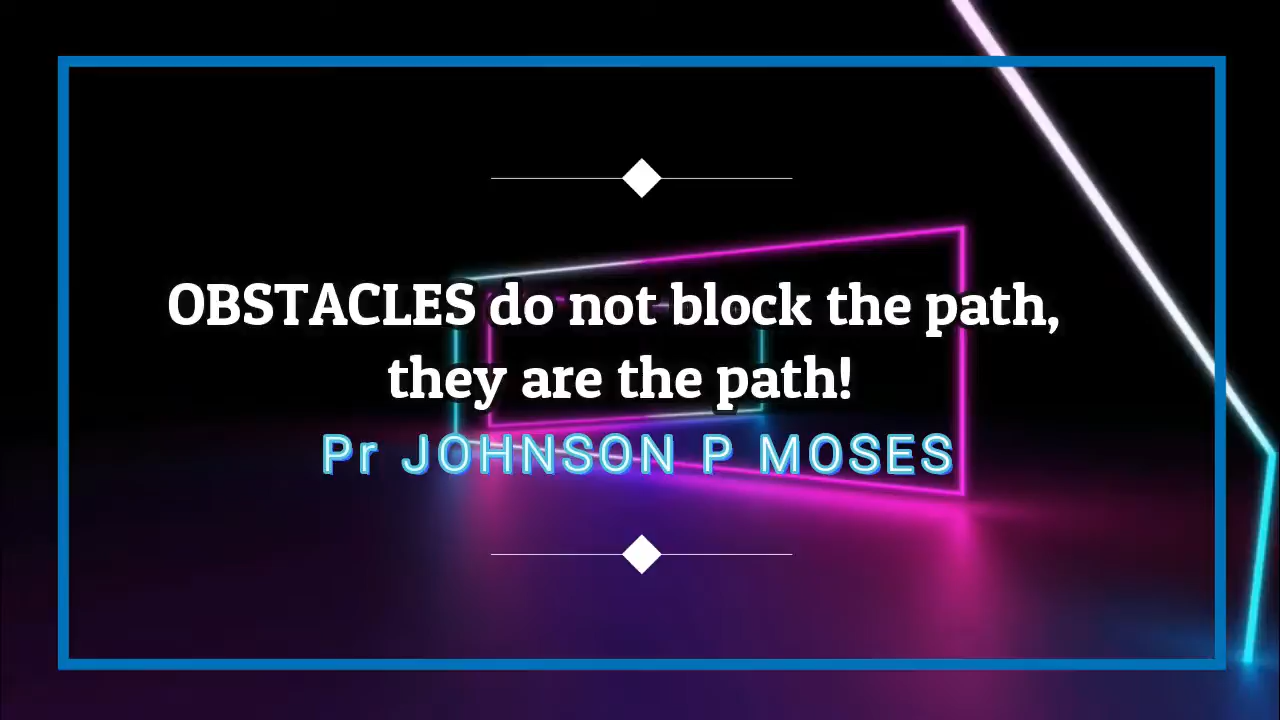 OBSTACLES do not block the path,
they are the path!
Pr JOHNSON P MOSES